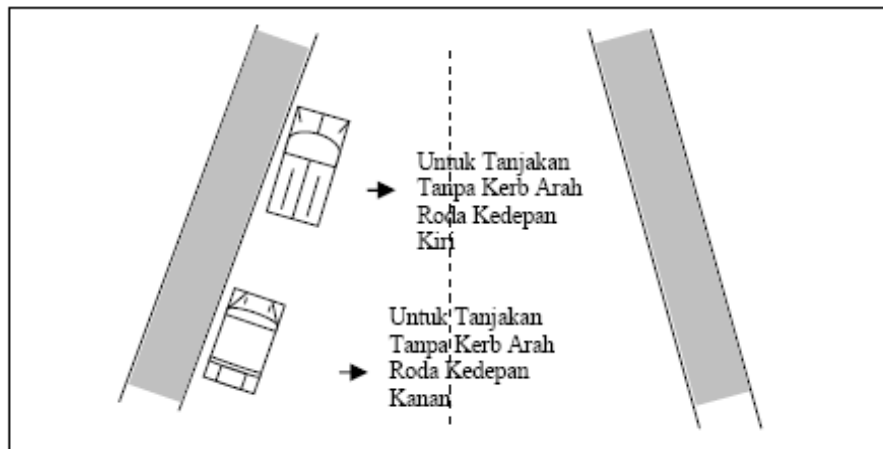 Untuk Tanjakan
Tanpa Kerb Arah
Roda Kedepan
Kiri
Untuk Tanjakan
Tanpa Kerb Arah
Roda Kedepan
Kanan